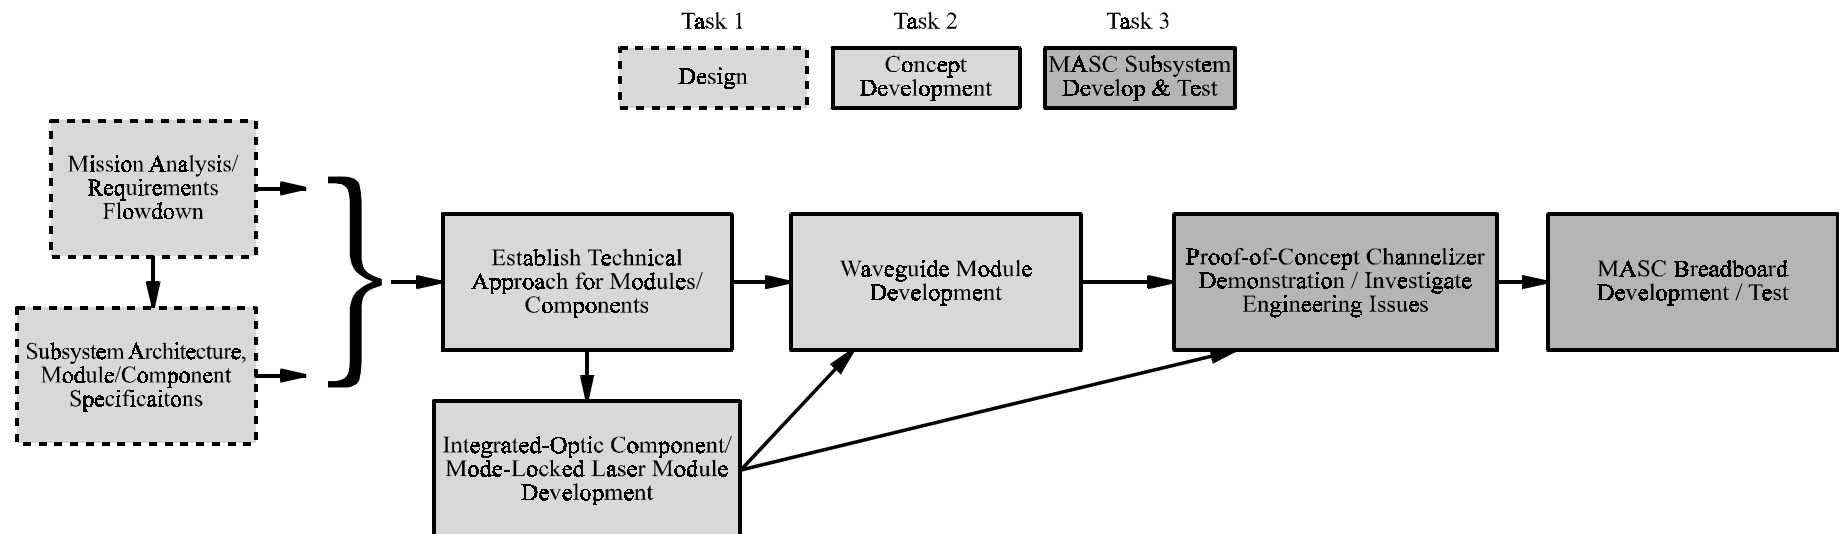 Task 1
Task 2
Task 3
Design
Concept
Development
MASC Subsystem
Develop & Test
Mission Analysis/
Requirements
Flowdown
Subsystem Architecture,
Module/Component
Specificaitons
Establish Technical
Approach for Modules/
Components
Integrated-Optic Component/
Mode-Locked Laser Module
Development
Waveguide Module
Development
Proof-of-Concept Channelizer
Demonstration / Investigate
Engineering Issues
MASC Breadboard
Development / Test